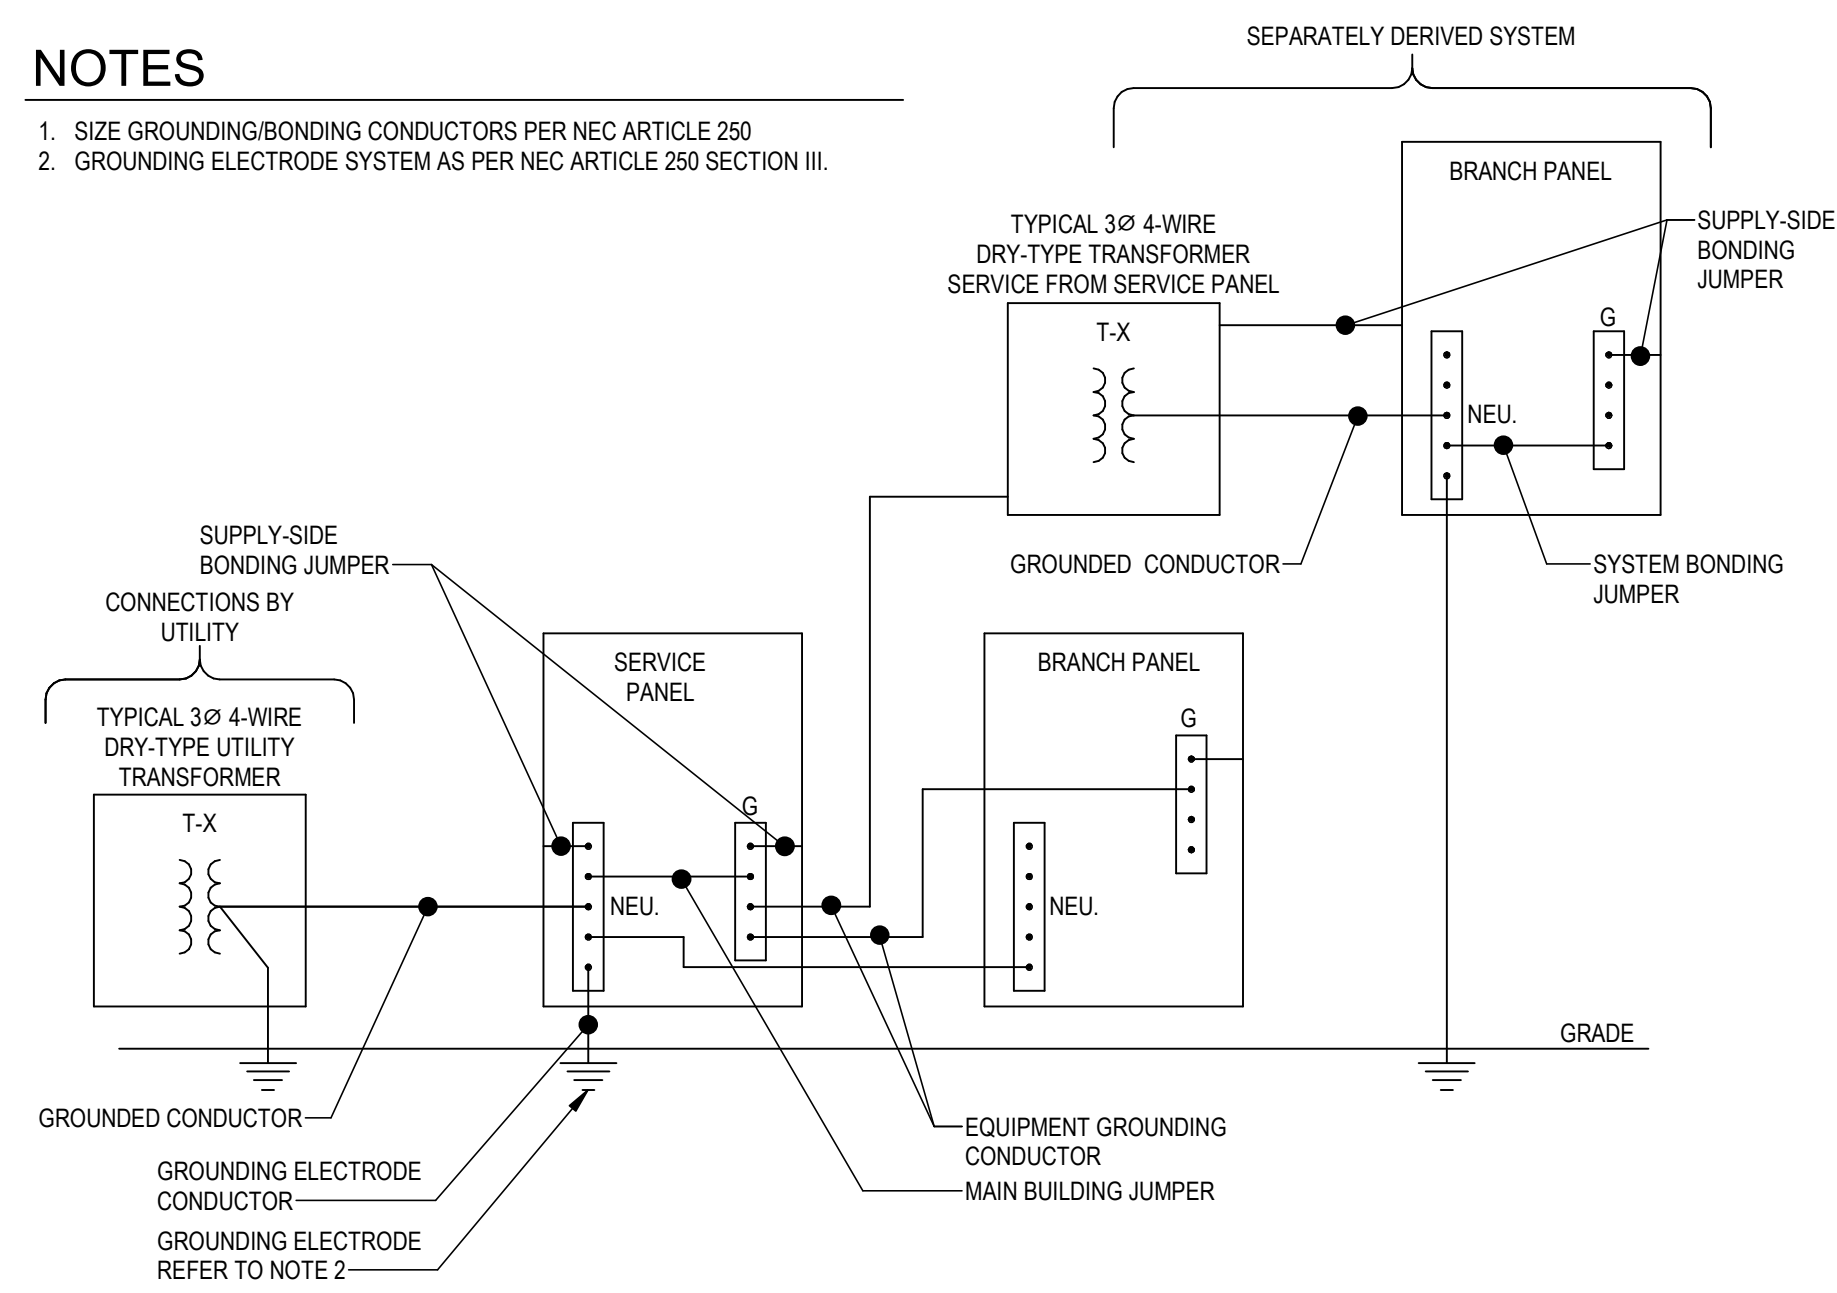 NOTES
1. SIZE GROUNDING/BONDING CONDUCTORS PER NEC ARTICLE 250
2. GROUNDING ELECTRODE SYSTEM AS PER NEC ARTICLE 250 SECTION III.
SEPARATELY DERIVED SYSTEM
BRANCH PANEL
SUPPLY-SIDE
BONDING
JUMPER
TYPICAL 3∅ 4-WIRE
DRY-TYPE TRANSFORMER
SERVICE FROM SERVICE PANEL
T-X
G
NEU.
GROUNDED CONDUCTOR
SYSTEM BONDING
JUMPER
SUPPLY-SIDE
BONDING JUMPER
CONNECTIONS BY
UTILITY
TYPICAL 3∅ 4-WIRE
DRY-TYPE UTILITY
TRANSFORMER
T-X
SERVICE
PANEL
G
NEU.
BRANCH PANEL
G
NEU.
GRADE
GROUNDED CONDUCTOR
GROUNDING ELECTRODE
CONDUCTOR
GROUNDING ELECTRODE
REFER TO NOTE 2
EQUIPMENT GROUNDING
CONDUCTOR
MAIN BUILDING JUMPER